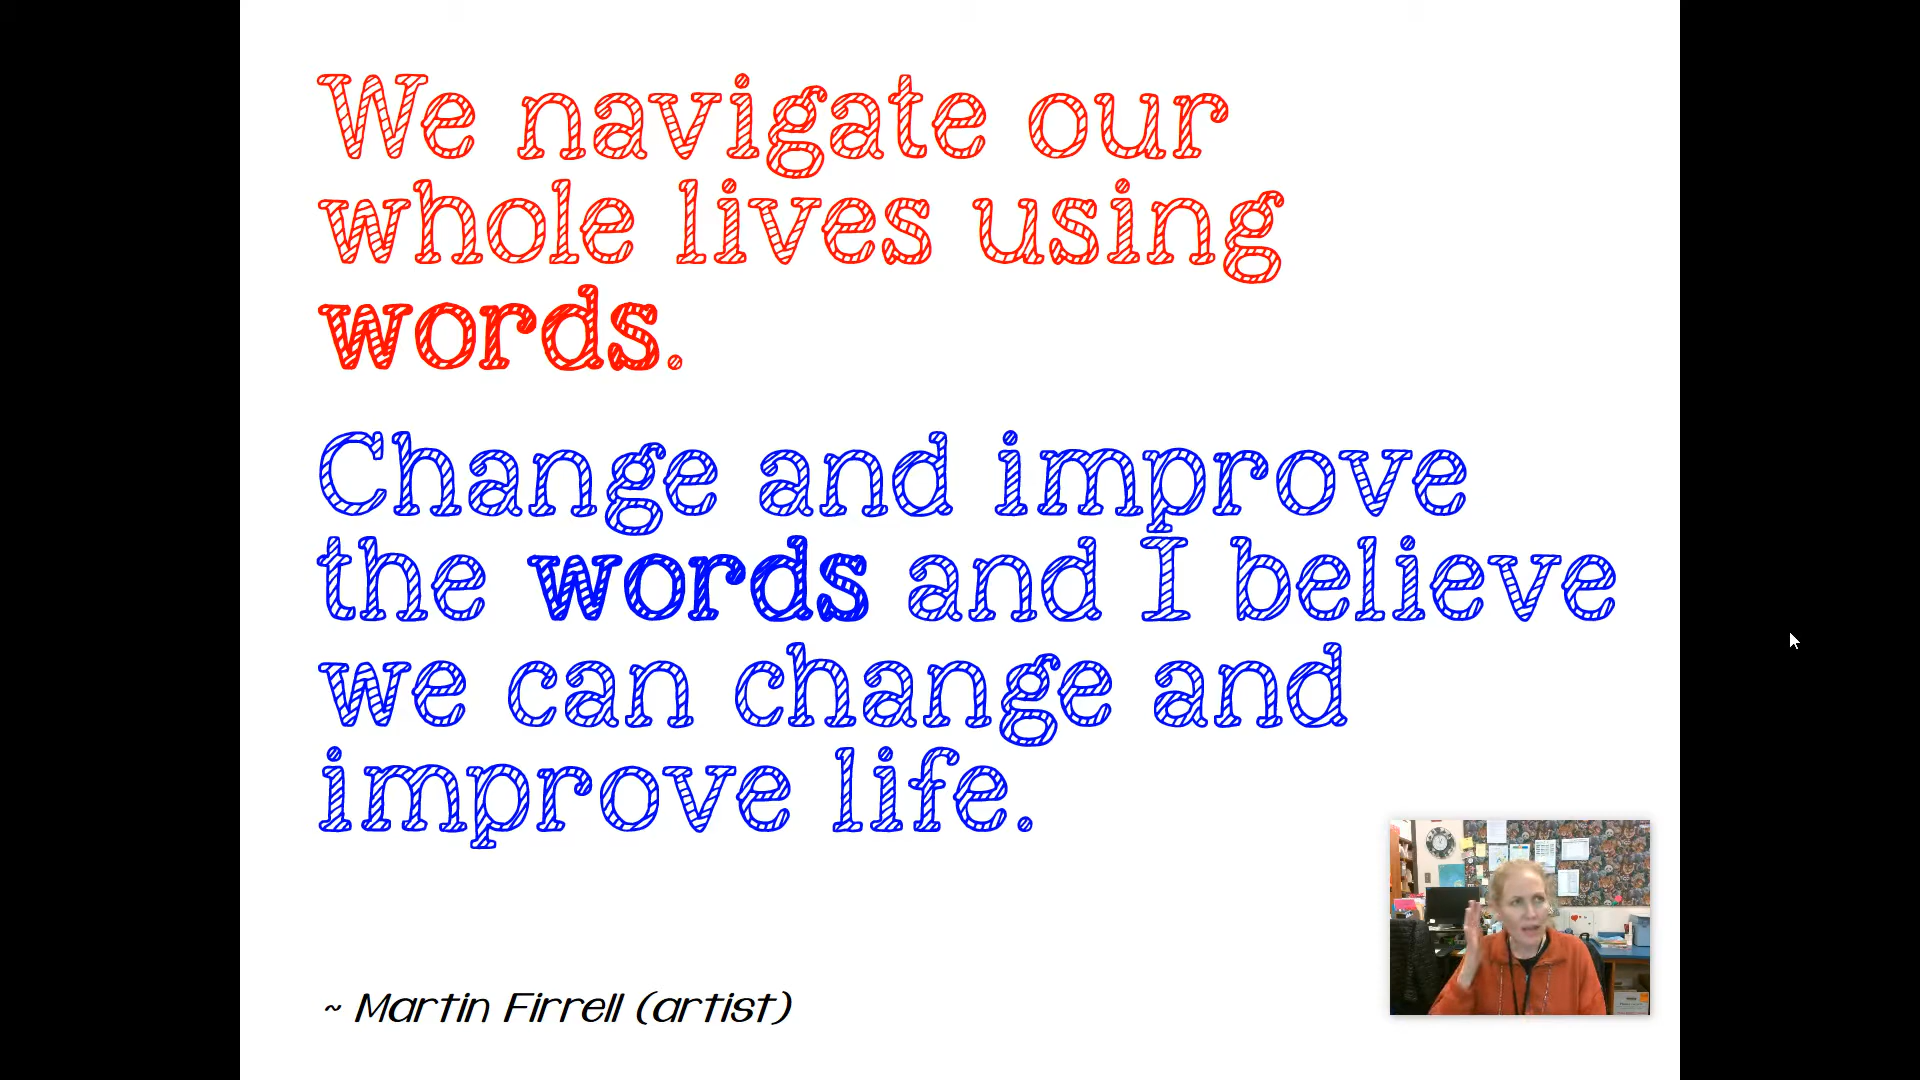 We navigate our
whole lives using
words.
Change and improve
the words and I believe
we can change and
improve life.
~ Martin Firrell (artist)